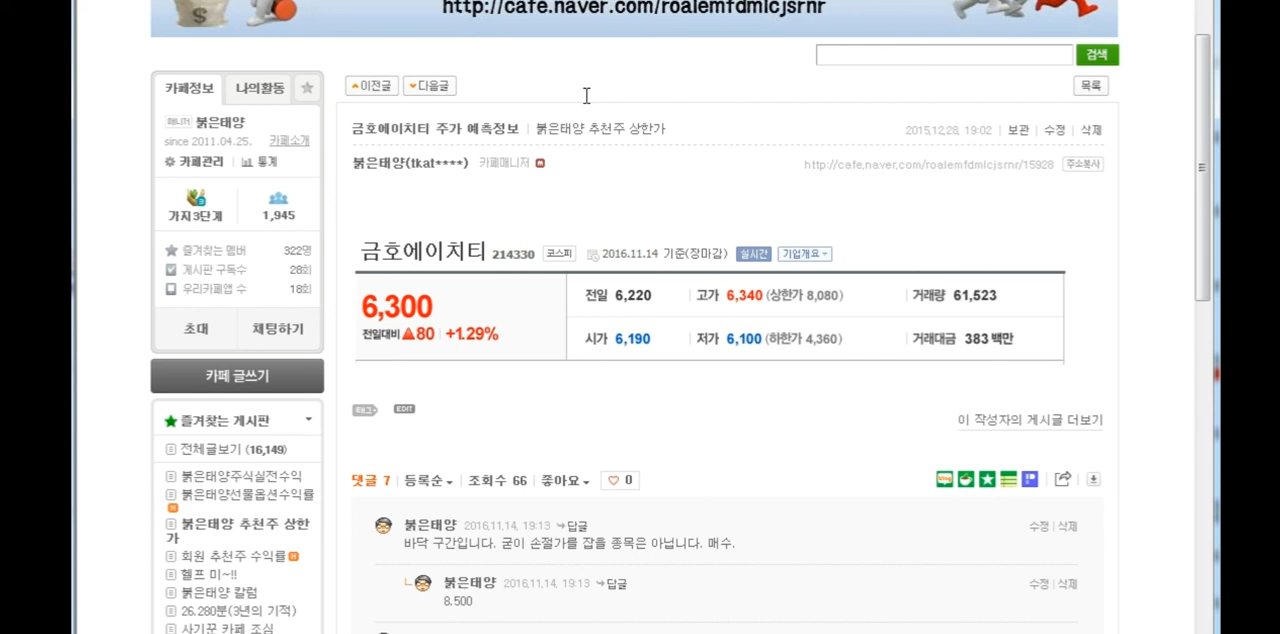 http://cafe.naver.com/roalemfdmlcjsrnr
검색
카페정보 나의활동
이전글 다음글
목록
매니저 붉은태양
since 2011.04.25. 카페소개
카페관리 통계
가지3단계 1,945
즐겨찾는 멤버 322명
게시판 구독수 28회
우리카페앱 수 18회
초대 채팅하기
카페 글쓰기
즐겨찾는 게시판
전체글보기 (16,149)
붉은태양주식실전수익
붉은태양선물옵션수익률
붉은태양 추천주 상한
가
회원 추천주 수익률
헬프 미~!!
붉은태양 칼럼
26.280분(3년의 기적)
사기꾼 카페 조심
금호에이치티 주가 예측정보 | 붉은태양 추천주 상한가 2015.12.28. 19:02 | 보관 | 수정 | 삭제
붉은태양(tkat****) 카페매니저 http://cafe.naver.com/roalemfdmlcjsrnr/15928 주소복사
금호에이치티 214330 코스피 2016.11.14 기준(장마감) 실시간 기업개요
6,300
전일대비 ▲80 +1.29%
전일 6,220 고가 6,340 (상한가 8,080) 거래량 61,523
시가 6,190 저가 6,100 (하한가 4,360) 거래대금 383 백만
태그 EDIT
이 작성자의 게시글 더보기
댓글 7 | 등록순 | 조회수 66 | 좋아요 ♡ 0
붉은태양 2016.11.14. 19:13 답글 수정 | 삭제
바닥 구간입니다. 굳이 손절가를 잡을 종목은 아닙니다. 매수.
붉은태양 2016.11.14. 19:13 답글 수정 | 삭제
8.500